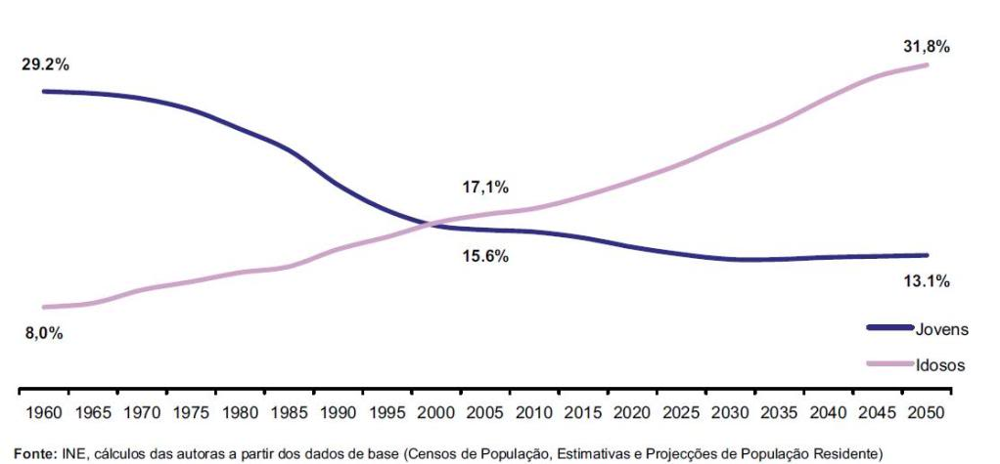 31,8%
29.2%
17,1%
15.6%
13.1%
8,0%
Jovens
Idosos
1960 1965 1970 1975 1980 1985 1990 1995 2000 2005 2010 2015 2020 2025 2030 2035 2040 2045 2050
Fonte: INE, cálculos das autoras a partir dos dados de base (Censos de População, Estimativas e Projecções de População Residente)